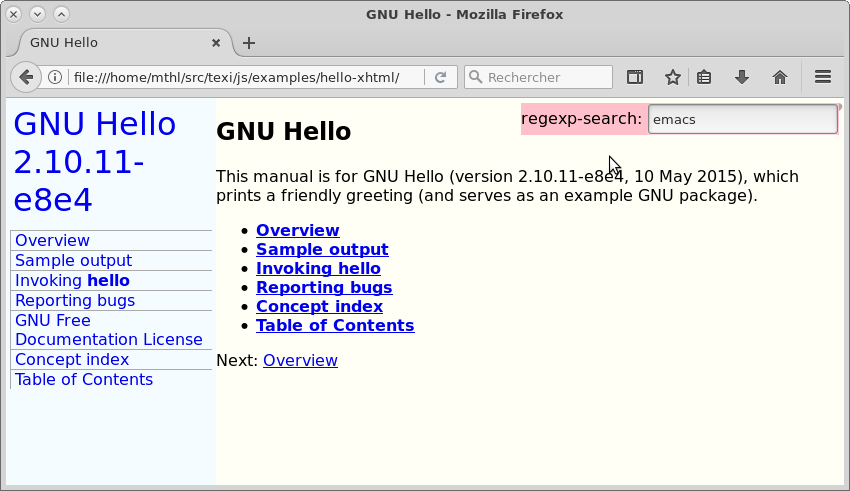 GNU Hello - Mozilla Firefox
GNU Hello
file:///home/mthl/src/texi/js/examples/hello-xhtml/
Rechercher
GNU Hello
2.10.11-
e8e4
Overview
Sample output
Invoking hello
Reporting bugs
GNU Free
Documentation License
Concept index
Table of Contents
regexp-search: emacs
GNU Hello
This manual is for GNU Hello (version 2.10.11-e8e4, 10 May 2015), which
prints a friendly greeting (and serves as an example GNU package).
• Overview
• Sample output
• Invoking hello
• Reporting bugs
• Concept index
• Table of Contents
Next: Overview